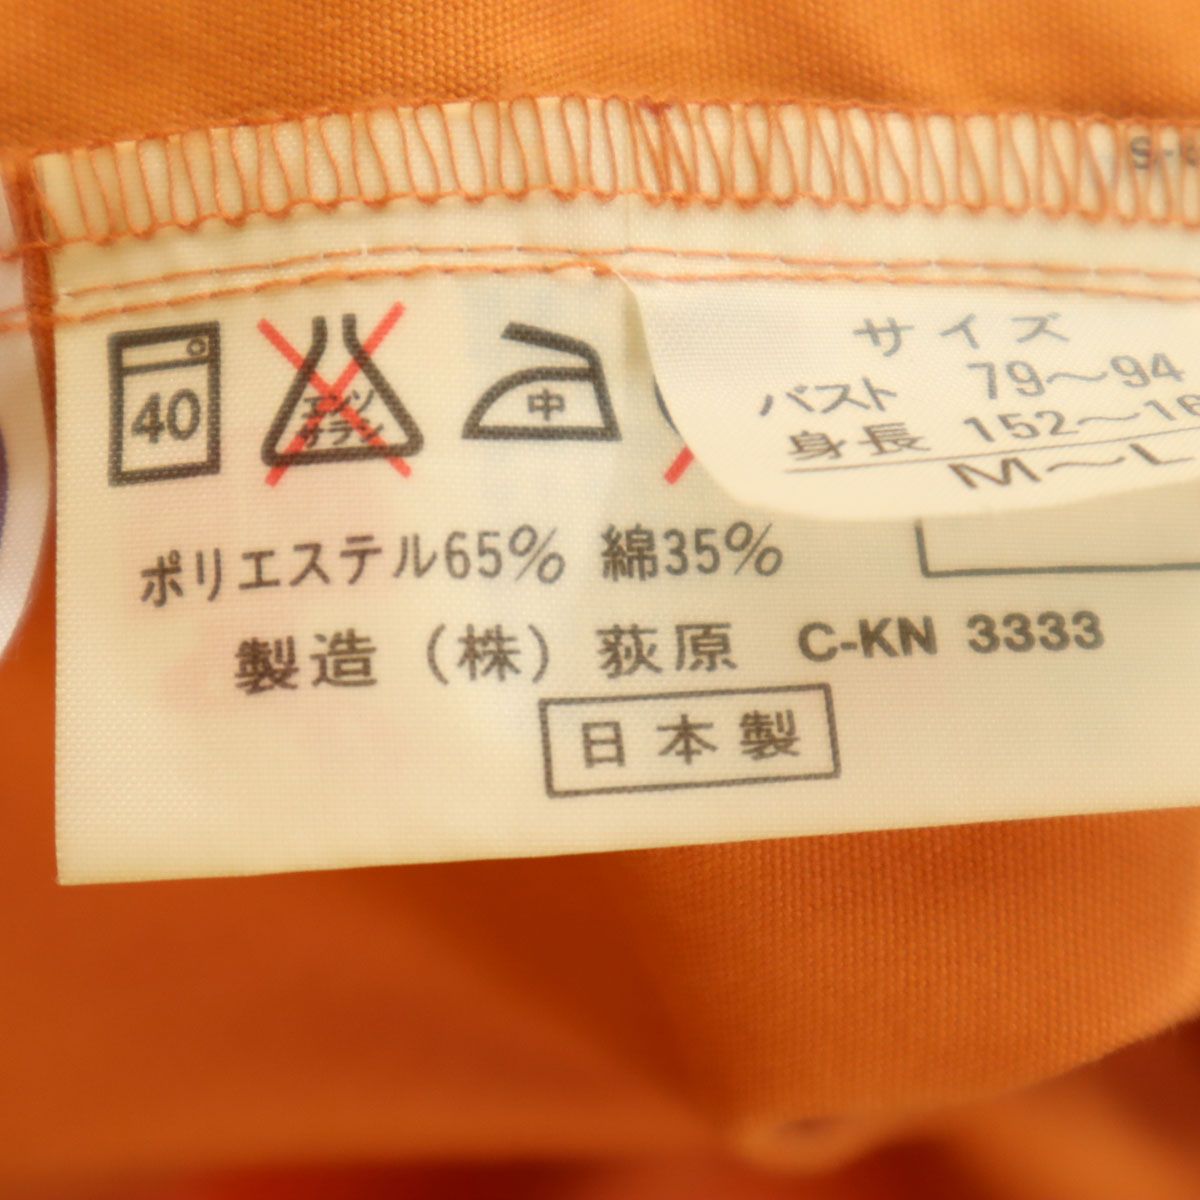 サイズ
バスト 79〜94
身長 152〜16
M〜L
40
エンソ
サラシ
中
ポリエステル65% 綿35%
製造(株)荻原 C-KN 3333
日本製